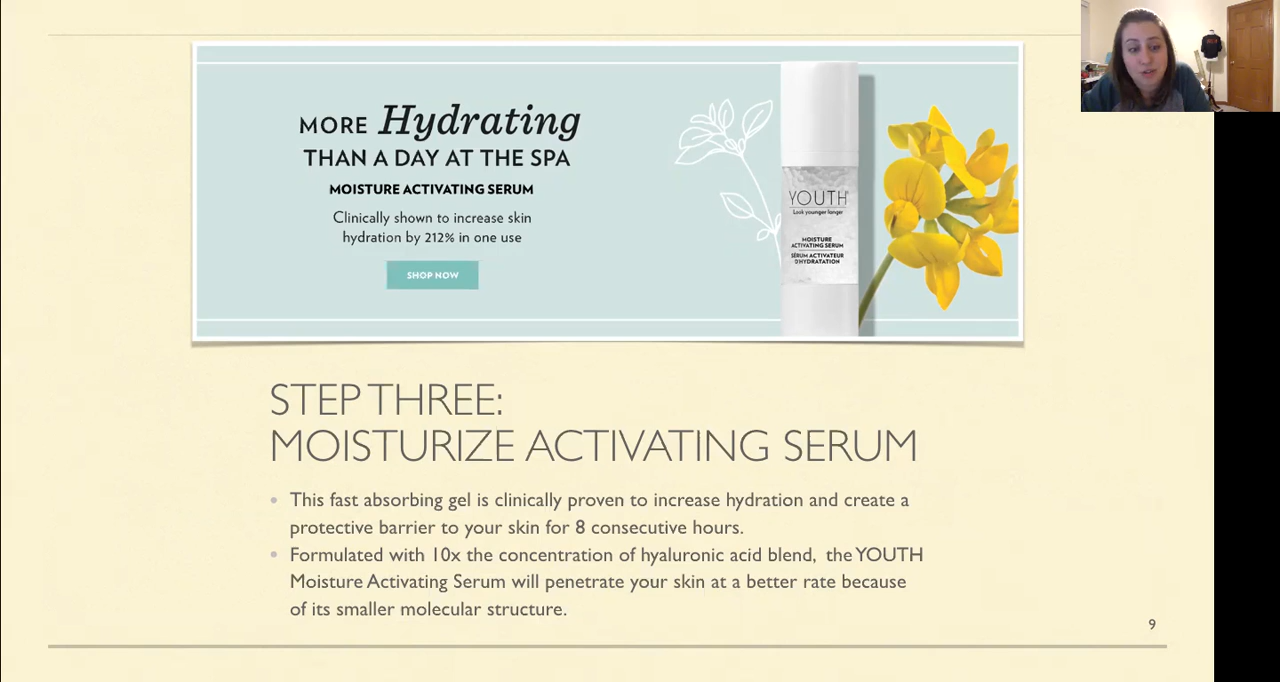 MORE Hydrating
THAN A DAY AT THE SPA
MOISTURE ACTIVATING SERUM
Clinically shown to increase skin
hydration by 212% in one use
SHOP NOW
YOUTH
Look younger longer
MOISTURE
ACTIVATING SERUM
SÉRUM ACTIVATEUR
D'HYDRATATION
STEP THREE:
MOISTURIZE ACTIVATING SERUM
• This fast absorbing gel is clinically proven to increase hydration and create a
protective barrier to your skin for 8 consecutive hours.
• Formulated with 10x the concentration of hyaluronic acid blend, the YOUTH
Moisture Activating Serum will penetrate your skin at a better rate because
of its smaller molecular structure.
9